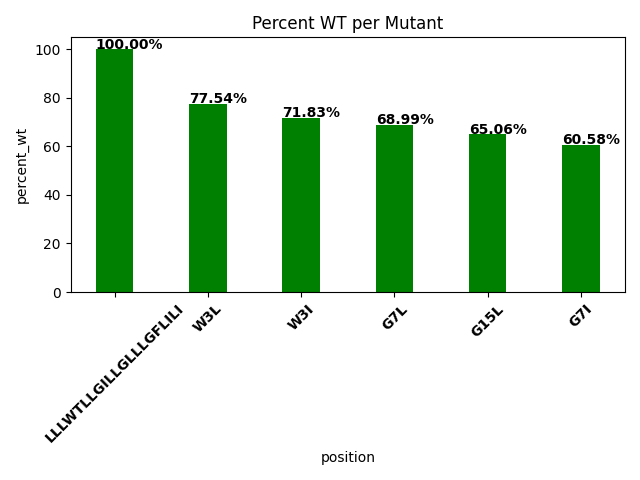 Percent WT per Mutant
percent_wt
100
80
60
40
20
0
100.00%
77.54%
71.83%
68.99%
65.06%
60.58%
LLLWTLLGILLGLLLGFLILI
W3L
W3I
G7L
G15L
G7I
position